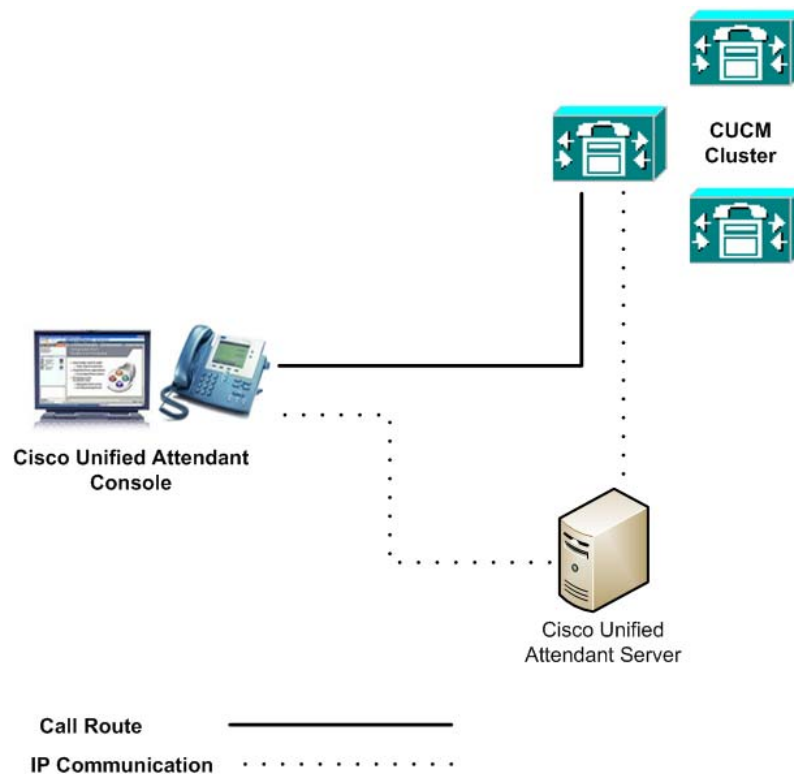 CUCM
Cluster
Cisco Unified Attendant
Console
Cisco Unified
Attendant Server
Call Route
IP Communication